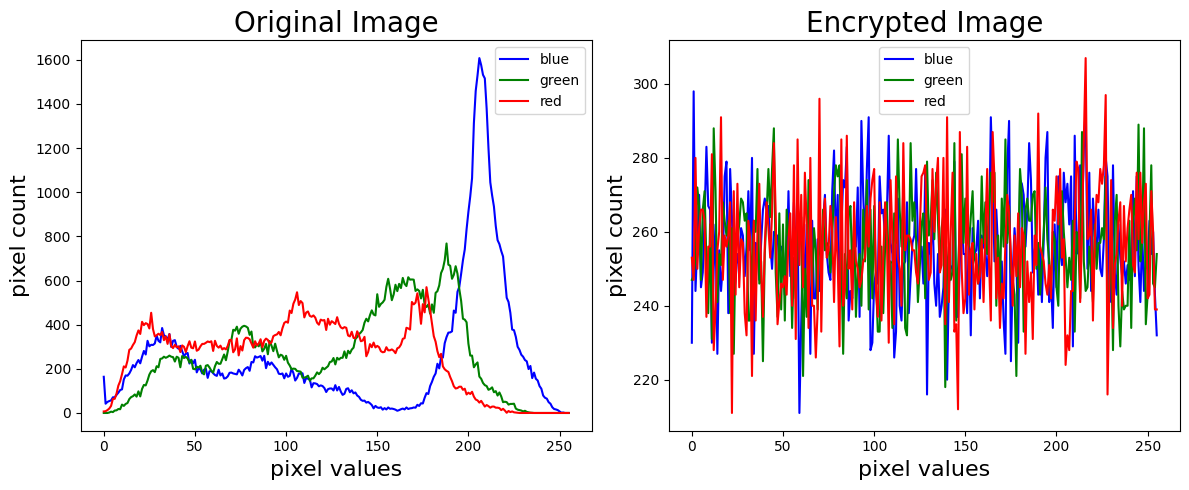 Original Image
1600
1400
1200
1000
800
600
400
200
0
pixel count
blue
green
red
0 50 100 150 200 250
pixel values
Encrypted Image
300
280
260
240
220
pixel count
blue
green
red
0 50 100 150 200 250
pixel values